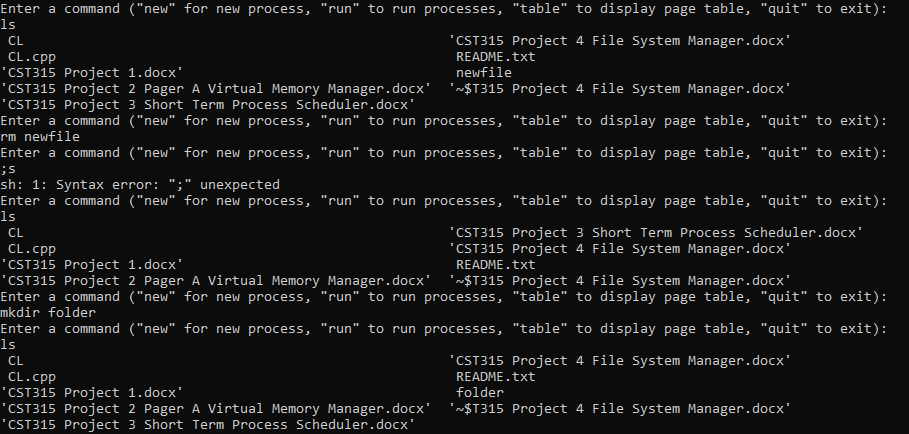 Enter a command ("new" for new process, "run" to run processes, "table" to display page table, "quit" to exit):
ls
 CL                                                     'CST315 Project 4 File System Manager.docx'
 CL.cpp                                                  README.txt
'CST315 Project 1.docx'                                  newfile
'CST315 Project 2 Pager A Virtual Memory Manager.docx'  '~$T315 Project 4 File System Manager.docx'
'CST315 Project 3 Short Term Process Scheduler.docx'
Enter a command ("new" for new process, "run" to run processes, "table" to display page table, "quit" to exit):
rm newfile
Enter a command ("new" for new process, "run" to run processes, "table" to display page table, "quit" to exit):
;s
sh: 1: Syntax error: ";" unexpected
Enter a command ("new" for new process, "run" to run processes, "table" to display page table, "quit" to exit):
ls
 CL                                                     'CST315 Project 3 Short Term Process Scheduler.docx'
 CL.cpp                                                 'CST315 Project 4 File System Manager.docx'
'CST315 Project 1.docx'                                  README.txt
'CST315 Project 2 Pager A Virtual Memory Manager.docx'  '~$T315 Project 4 File System Manager.docx'
Enter a command ("new" for new process, "run" to run processes, "table" to display page table, "quit" to exit):
mkdir folder
Enter a command ("new" for new process, "run" to run processes, "table" to display page table, "quit" to exit):
ls
 CL                                                     'CST315 Project 4 File System Manager.docx'
 CL.cpp                                                  README.txt
'CST315 Project 1.docx'                                  folder
'CST315 Project 2 Pager A Virtual Memory Manager.docx'  '~$T315 Project 4 File System Manager.docx'
'CST315 Project 3 Short Term Process Scheduler.docx'